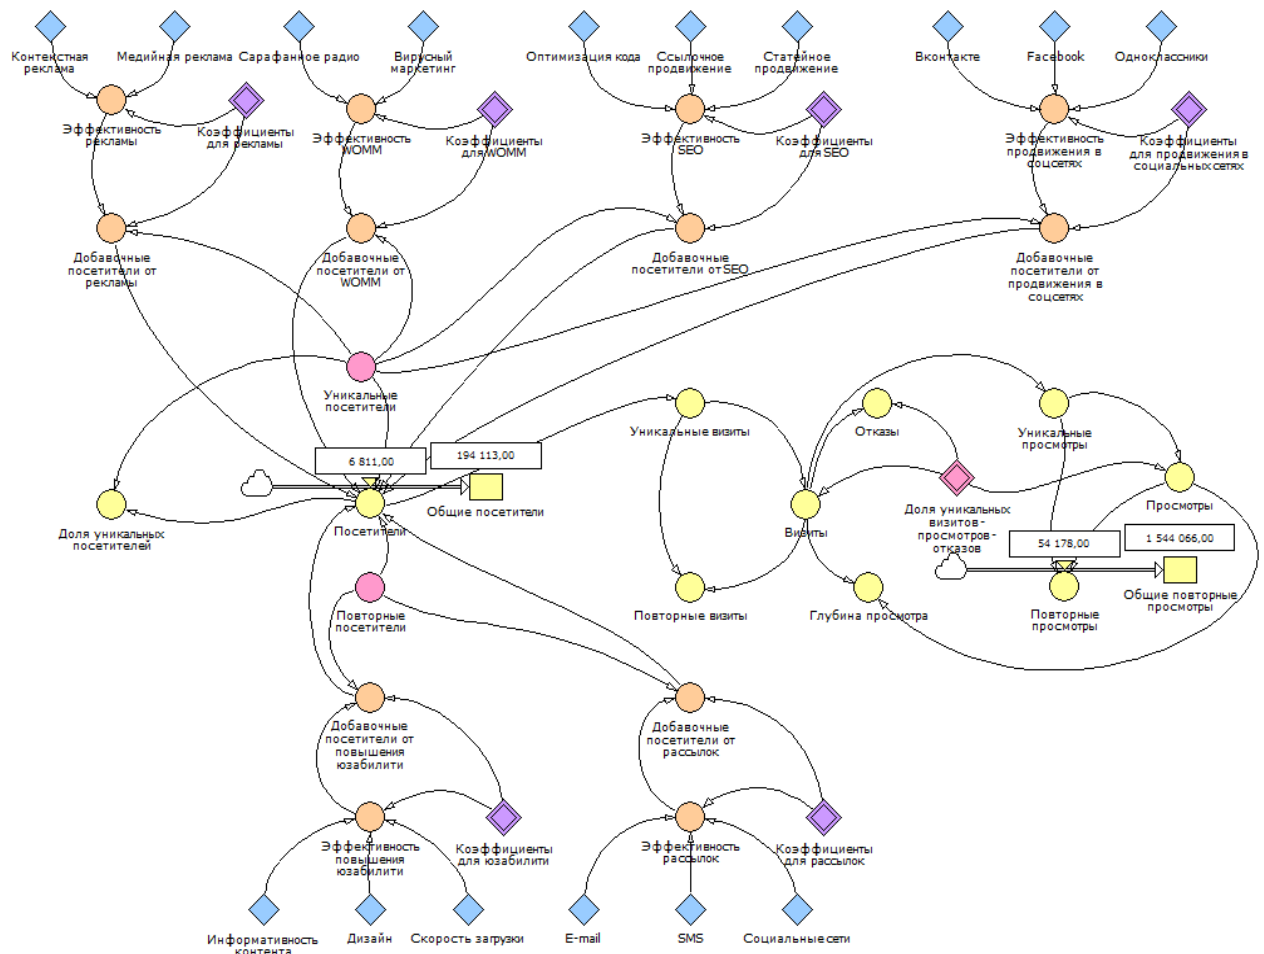 Контекстная
реклама
Медийная реклама
Сарафанное радио
Вирусный
маркетинг
Оптимизация кода
Ссылочное
продвижение
Статейное
продвижение
Вконтакте
Facebook
Одноклассники
Эффективность
рекламы
Коэффициенты
для рекламы
Эффективность
WOMM
Коэффициенты
для WOMM
Эффективность
SEO
Коэффициенты
для SEO
Эффективность
продвижения в
соцсетях
Коэффициенты
для продвижения в
социальных сетях
Добавочные
посетители от
рекламы
Добавочные
посетители от
WOMM
Добавочные
посетители от SEO
Добавочные
посетители от
продвижения в
соцсетях
Уникальные
посетители
Уникальные визиты
Отказы
Уникальные
просмотры
6 811,00
194 113,00
Общие посетители
Доля уникальных
посетителей
Посетители
Визиты
Доля уникальных
визитов-
просмотров-
отказов
Просмотры
54 178,00
1 544 066,00
Повторные
посетители
Повторные визиты
Глубина просмотра
Повторные
просмотры
Общие повторные
просмотры
Добавочные
посетители от
повышения
юзабилити
Добавочные
посетители от
рассылок
Эффективность
повышения
юзабилити
Коэффициенты
для юзабилити
Эффективность
рассылок
Коэффициенты
для рассылок
Информативность
контента
Дизайн
Скорость загрузки
E-mail
SMS
Социальные сети